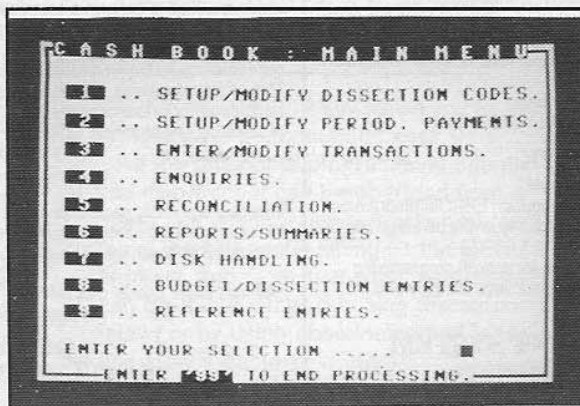 CASH BOOK : MAIN MENU
1 .. SETUP/MODIFY DISSECTION CODES.
2 .. SETUP/MODIFY PERIOD. PAYMENTS.
3 .. ENTER/MODIFY TRANSACTIONS.
4 .. ENQUIRIES.
5 .. RECONCILIATION.
6 .. REPORTS/SUMMARIES.
7 .. DISK HANDLING.
8 .. BUDGET/DISSECTION ENTRIES.
9 .. REFERENCE ENTRIES.
ENTER YOUR SELECTION .....
ENTER '99' TO END PROCESSING.